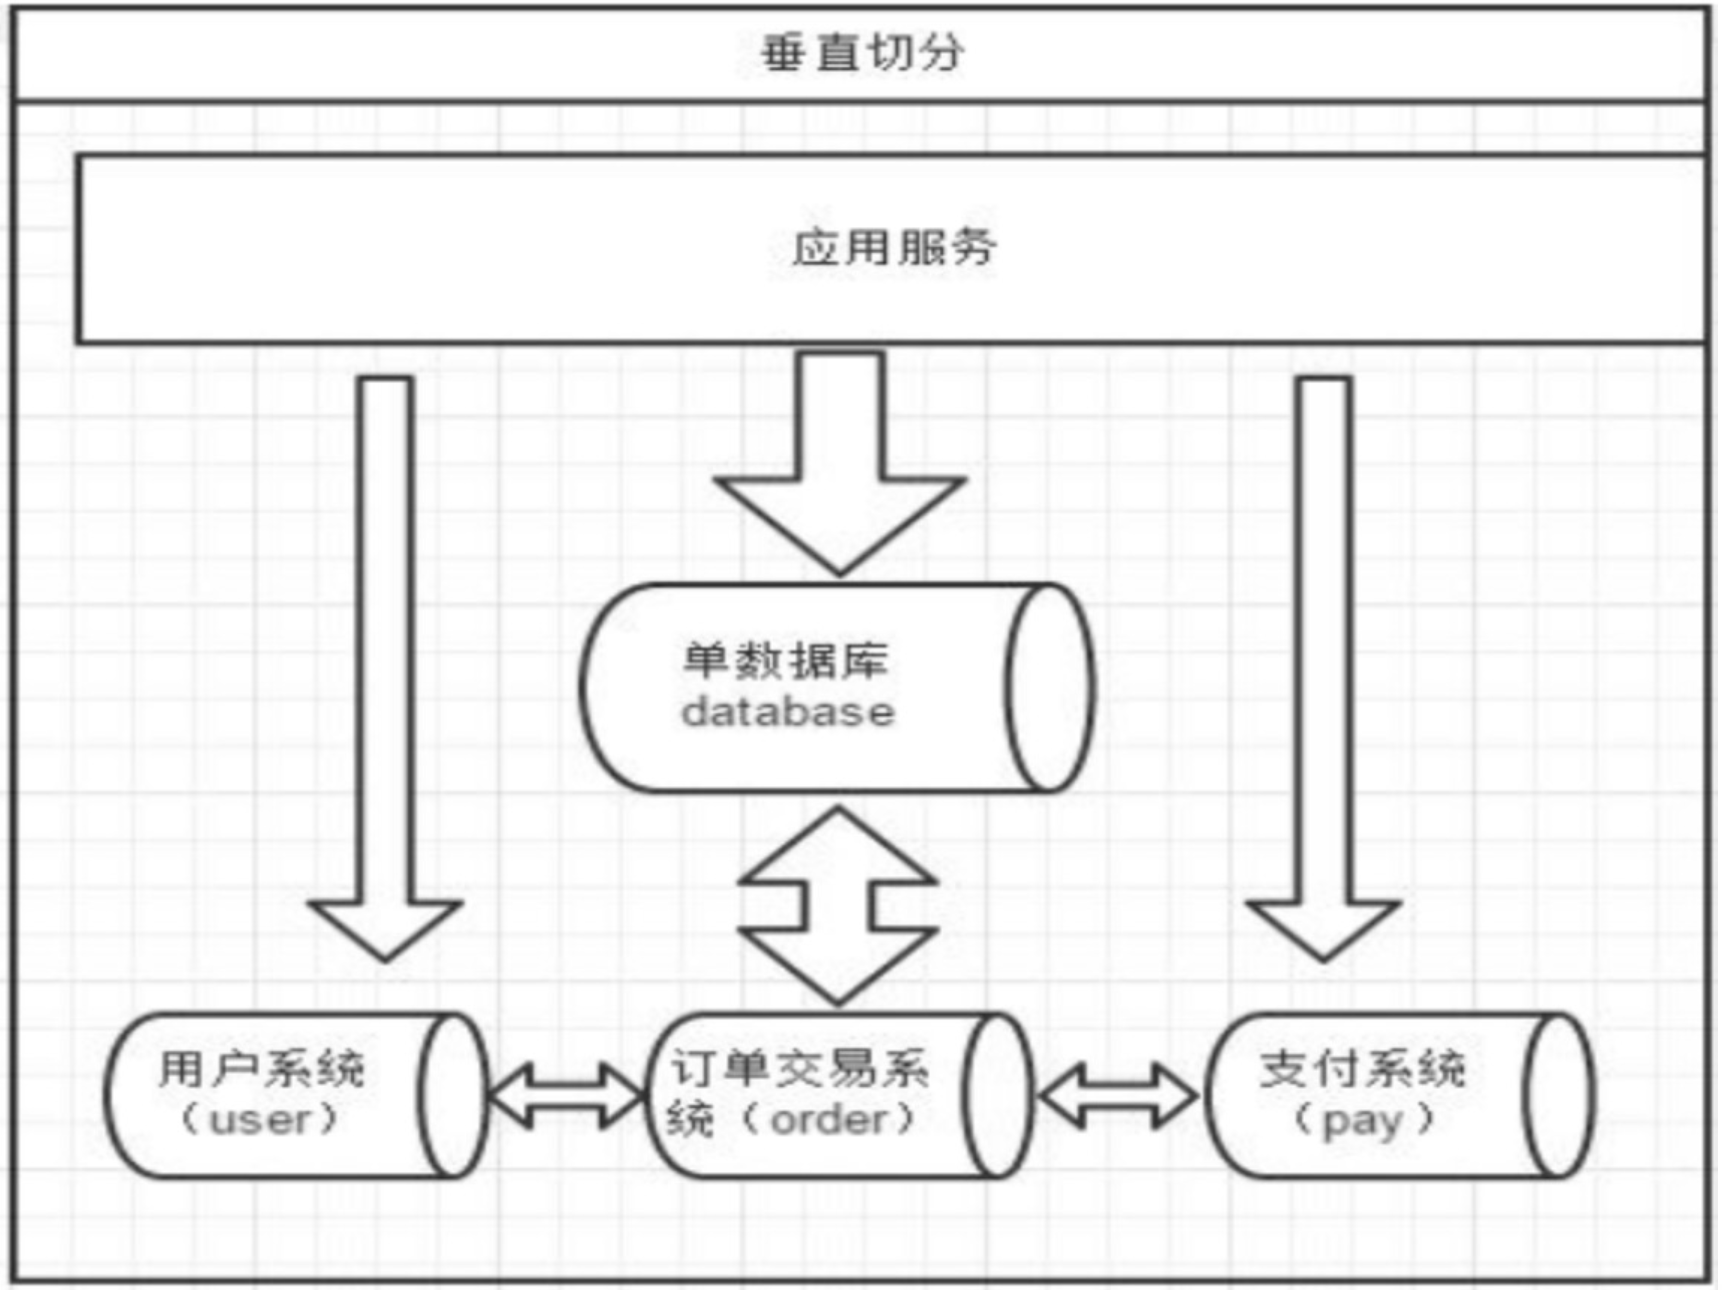 垂直切分
应用服务
单数据库
database
用户系统
（user）
订单交易系
统（order）
支付系统
（pay）